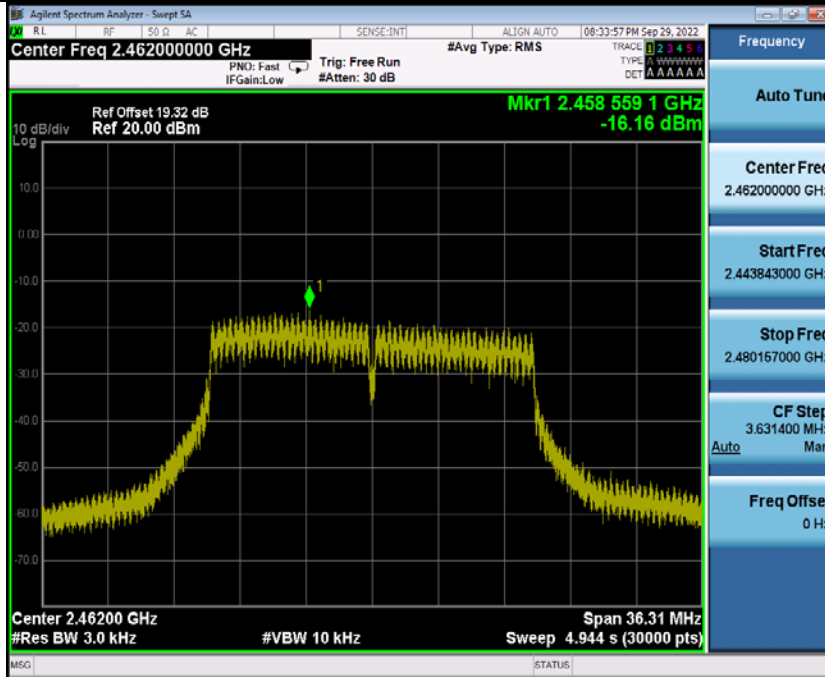 Agilent Spectrum Analyzer - Swept SA
RL RF 50 Ω AC SENSE:INT ALIGN AUTO 08:33:57 PM Sep 29, 2022
Center Freq 2.462000000 GHz #Avg Type: RMS TRACE 1 2 3 4 5 6
PNO: Fast Trig: Free Run TYPE A WWWWW
IFGain:Low #Atten: 30 dB DET A A A A A A
Mkr1 2.458 559 1 GHz
Ref Offset 19.32 dB
10 dB/div Ref 20.00 dBm -16.16 dBm
Log
10.0
0.00
-10.0
1
-20.0
-30.0
-40.0
-50.0
-60.0
-70.0
Center 2.46200 GHz Span 36.31 MHz
#Res BW 3.0 kHz #VBW 10 kHz Sweep 4.944 s (30000 pts)
MSG STATUS
Frequency
Auto Tune
Center Freq
2.462000000 GHz
Start Freq
2.443843000 GHz
Stop Freq
2.480157000 GHz
CF Step
3.631400 MHz
Auto Man
Freq Offset
0 Hz